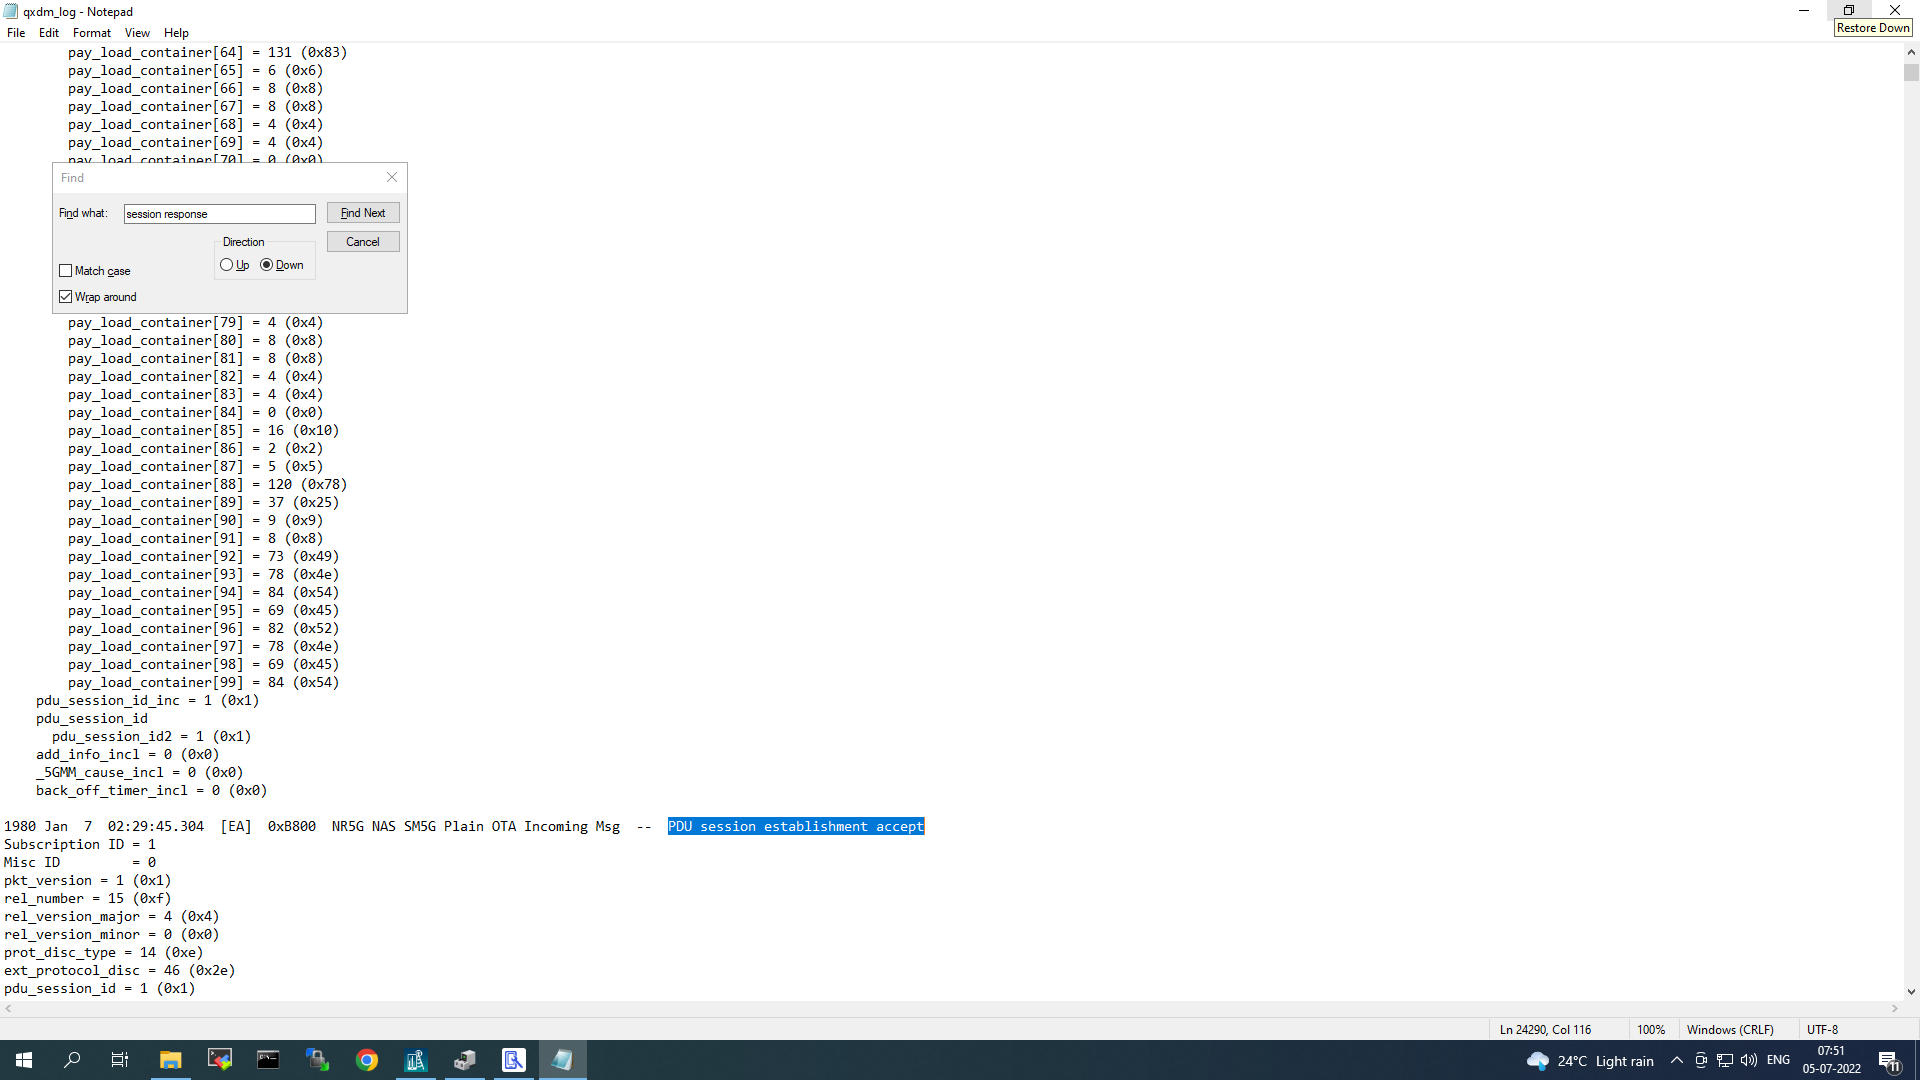 qxdm_log - Notepad
Restore Down
File Edit Format View Help
pay_load_container[64] = 131 (0x83)
pay_load_container[65] = 6 (0x6)
pay_load_container[66] = 8 (0x8)
pay_load_container[67] = 8 (0x8)
pay_load_container[68] = 4 (0x4)
pay_load_container[69] = 4 (0x4)
pay_load_container[70] = 0 (0x0)
Find
Find what: session response Find Next
Direction Cancel
Up Down
Match case
Wrap around
pay_load_container[79] = 4 (0x4)
pay_load_container[80] = 8 (0x8)
pay_load_container[81] = 8 (0x8)
pay_load_container[82] = 4 (0x4)
pay_load_container[83] = 4 (0x4)
pay_load_container[84] = 0 (0x0)
pay_load_container[85] = 16 (0x10)
pay_load_container[86] = 2 (0x2)
pay_load_container[87] = 5 (0x5)
pay_load_container[88] = 120 (0x78)
pay_load_container[89] = 37 (0x25)
pay_load_container[90] = 9 (0x9)
pay_load_container[91] = 8 (0x8)
pay_load_container[92] = 73 (0x49)
pay_load_container[93] = 78 (0x4e)
pay_load_container[94] = 84 (0x54)
pay_load_container[95] = 69 (0x45)
pay_load_container[96] = 82 (0x52)
pay_load_container[97] = 78 (0x4e)
pay_load_container[98] = 69 (0x45)
pay_load_container[99] = 84 (0x54)
pdu_session_id_inc = 1 (0x1)
pdu_session_id
pdu_session_id2 = 1 (0x1)
add_info_incl = 0 (0x0)
_5GMM_cause_incl = 0 (0x0)
back_off_timer_incl = 0 (0x0)
1980 Jan  7  02:29:45.304  [EA]  0xB800  NR5G NAS SM5G Plain OTA Incoming Msg  --  PDU session establishment accept
Subscription ID = 1
Misc ID         = 0
pkt_version = 1 (0x1)
rel_number = 15 (0xf)
rel_version_major = 4 (0x4)
rel_version_minor = 0 (0x0)
prot_disc_type = 14 (0xe)
ext_protocol_disc = 46 (0x2e)
pdu_session_id = 1 (0x1)
Ln 24290, Col 116 100% Windows (CRLF) UTF-8
24°C Light rain ENG 07:51
05-07-2022
11